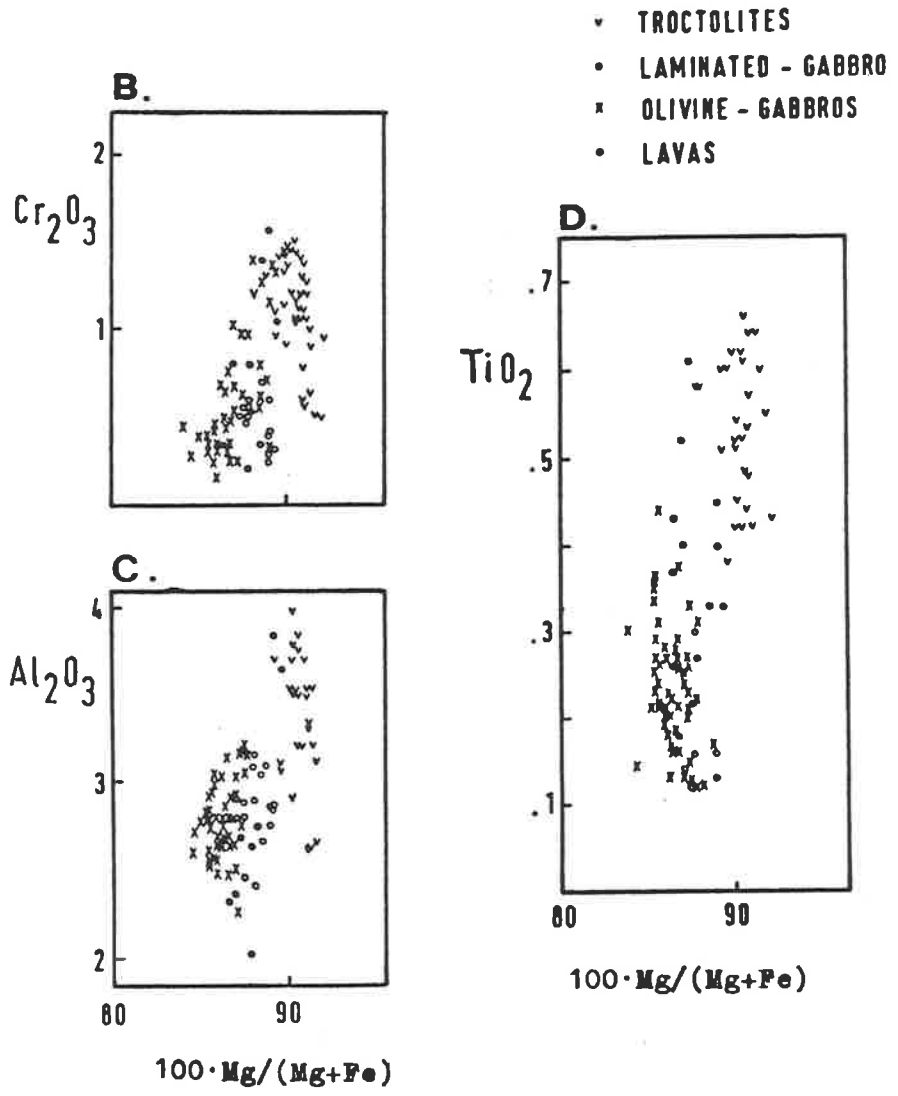 TROCTOLITES
LAMINATED - GABBRO
OLIVINE - GABBROS
LAVAS
B.
2
Cr2O3
1
C.
4
Al2O3
3
2
80
90
100·Mg/(Mg+Fe)
D.
.7
TiO2
.5
.3
.1
80
90
100·Mg/(Mg+Fe)